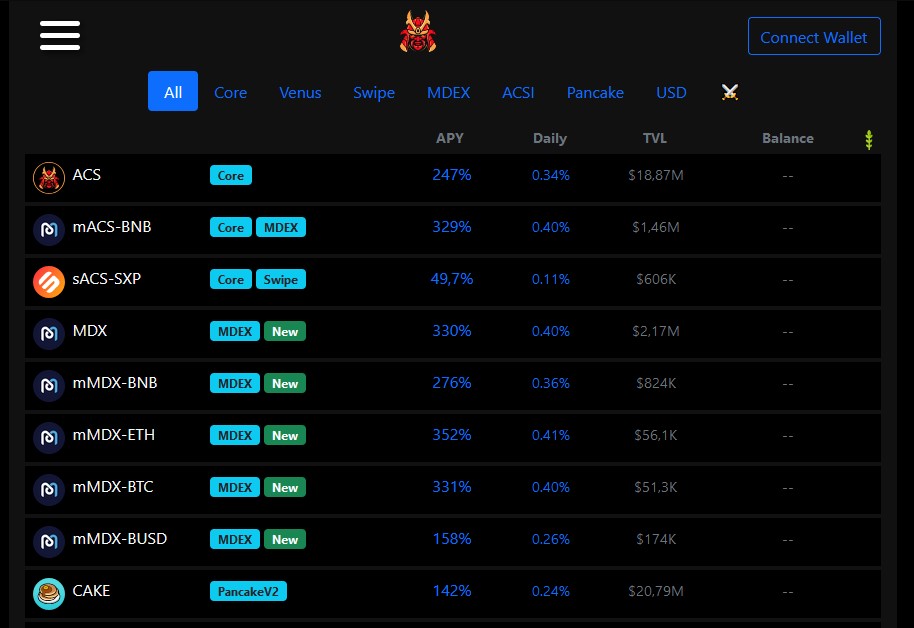 Connect Wallet
All Core Venus Swipe MDEX ACSI Pancake USD
APY Daily TVL Balance
ACS Core 247% 0.34% $18,87M --
mACS-BNB Core MDEX 329% 0.40% $1,46M --
sACS-SXP Core Swipe 49,7% 0.11% $606K --
MDX MDEX New 330% 0.40% $2,17M --
mMDX-BNB MDEX New 276% 0.36% $824K --
mMDX-ETH MDEX New 352% 0.41% $56,1K --
mMDX-BTC MDEX New 331% 0.40% $51,3K --
mMDX-BUSD MDEX New 158% 0.26% $174K --
CAKE PancakeV2 142% 0.24% $20,79M --